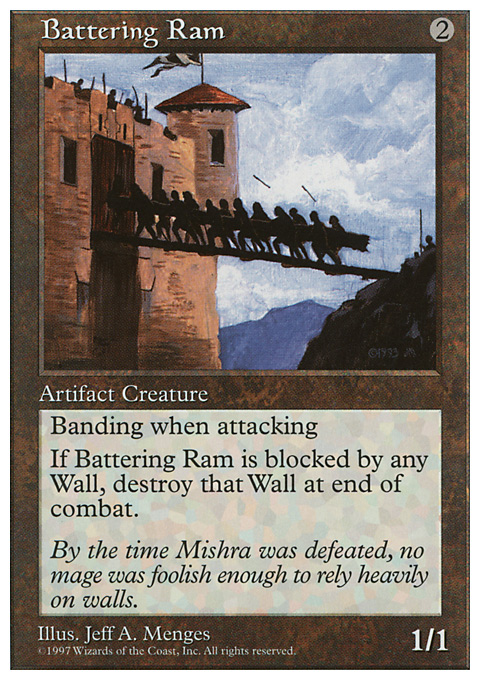 Battering Ram 2
©1993 JM
Artifact Creature
Banding when attacking
If Battering Ram is blocked by any
Wall, destroy that Wall at end of
combat.
By the time Mishra was defeated, no
mage was foolish enough to rely heavily
on walls.
Illus. Jeff A. Menges
1/1
©1997 Wizards of the Coast, Inc. All rights reserved.